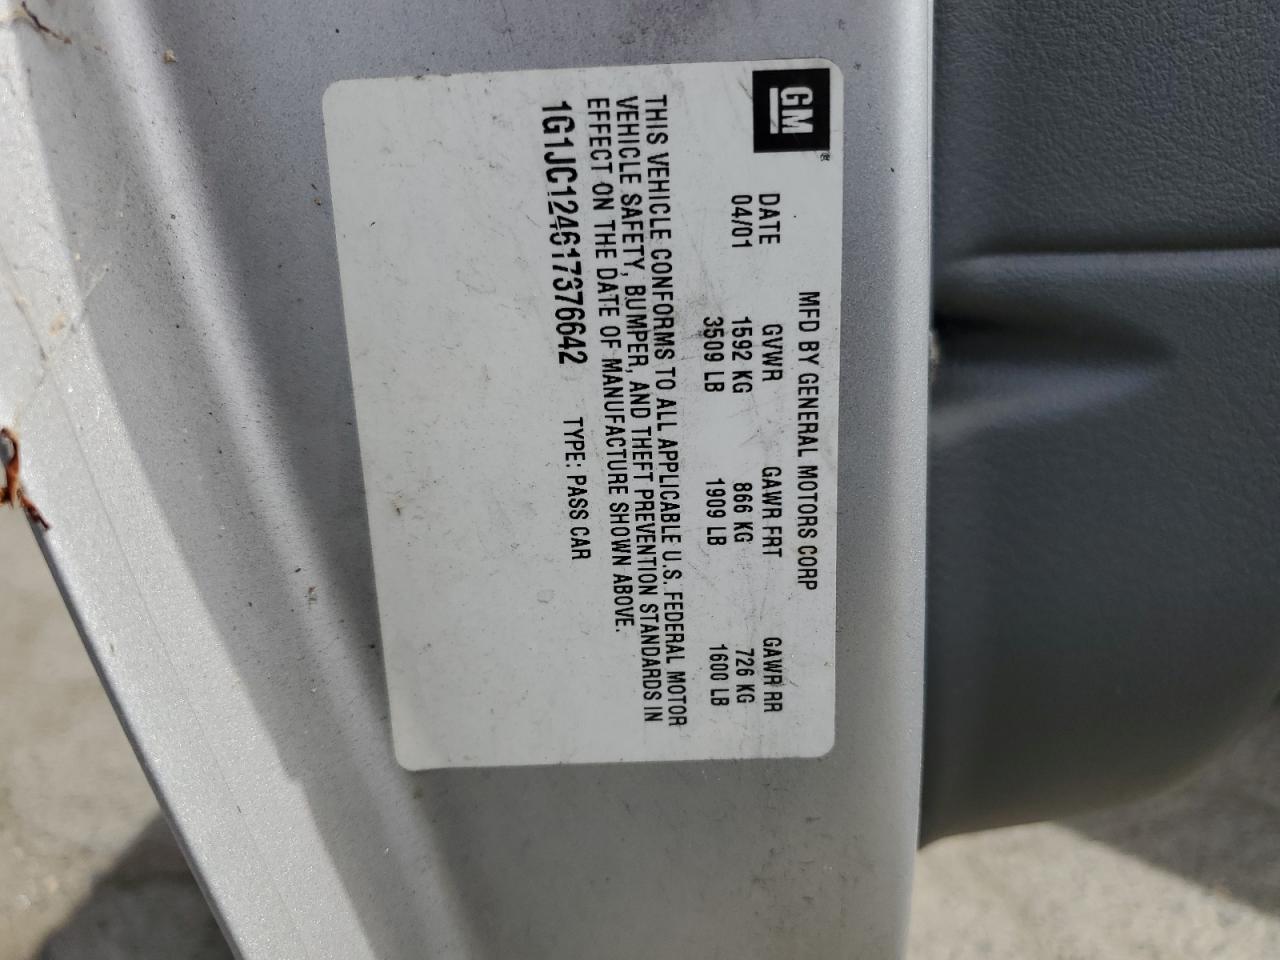 GM
MFD BY GENERAL MOTORS CORP
DATE GVWR GAWR FRT GAWR RR
04/01 1592 KG 866 KG 726 KG
3509 LB 1909 LB 1600 LB
THIS VEHICLE CONFORMS TO ALL APPLICABLE U.S. FEDERAL MOTOR
VEHICLE SAFETY, BUMPER, AND THEFT PREVENTION STANDARDS IN
EFFECT ON THE DATE OF MANUFACTURE SHOWN ABOVE.
1G1JC124617376642 TYPE: PASS CAR